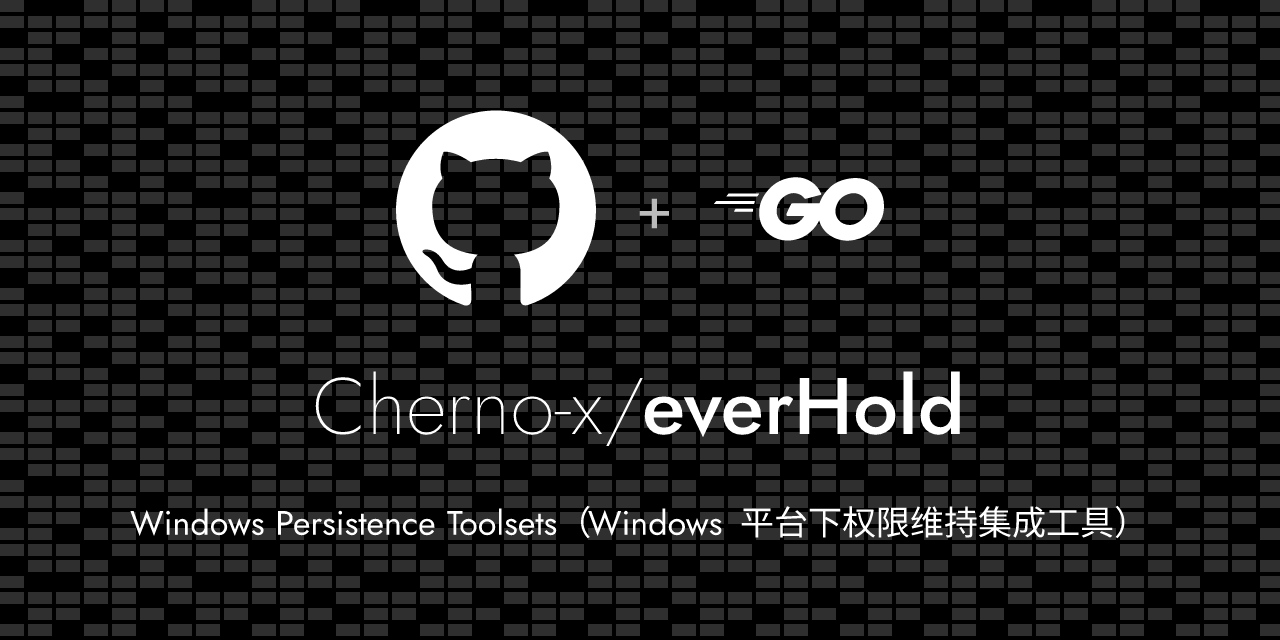 + GO
Cherno-x/everHold
Windows Persistence Toolsets（Windows 平台下权限维持集成工具）